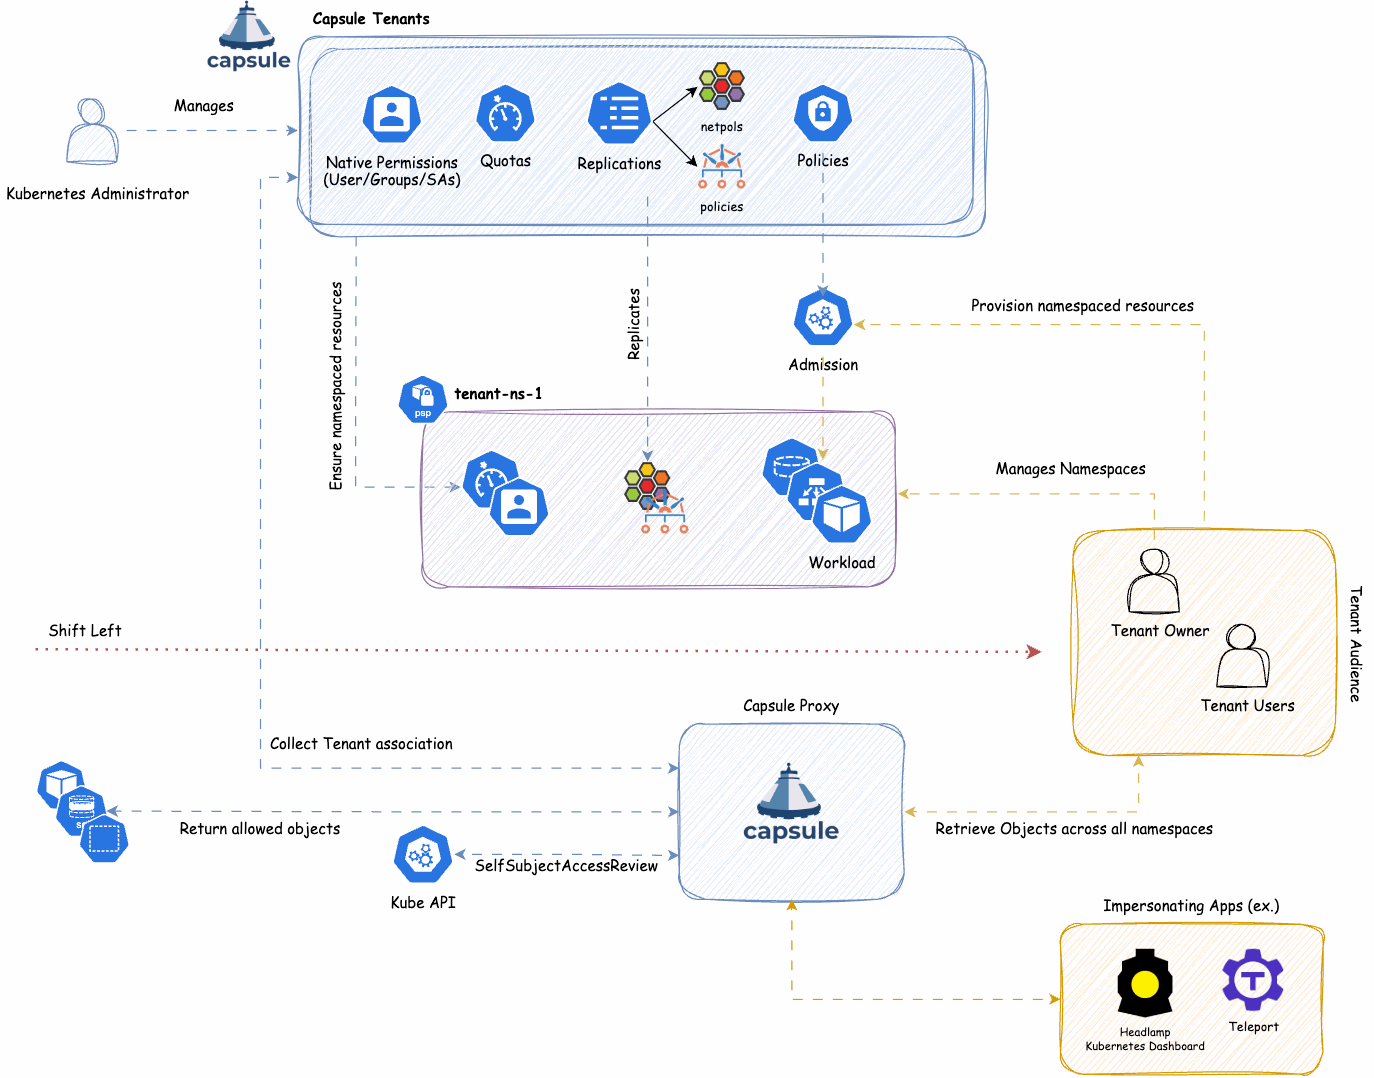 Capsule Tenants
capsule
Manages
Kubernetes Administrator
Native Permissions
(User/Groups/SAs)
Quotas
Replications
netpols
policies
Policies
Ensure namespaced resources
Replicates
Admission
Provision namespaced resources
psp
tenant-ns-1
Manages Namespaces
Workload
Tenant Owner
Tenant Users
Tenant Audience
Shift Left
Capsule Proxy
Collect Tenant association
capsule
Return allowed objects
SelfSubjectAccessReview
Kube API
Retrieve Objects across all namespaces
Impersonating Apps (ex.)
Headlamp
Kubernetes Dashboard
Teleport